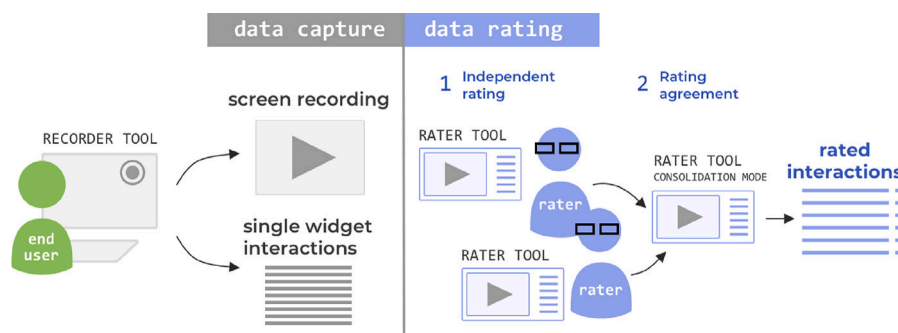 data capture
data rating
RECORDER TOOL
end
user
screen recording
single widget
interactions
1 Independent
rating
2 Rating
agreement
RATER TOOL
rater
RATER TOOL
rater
RATER TOOL
CONSOLIDATION MODE
rated
interactions